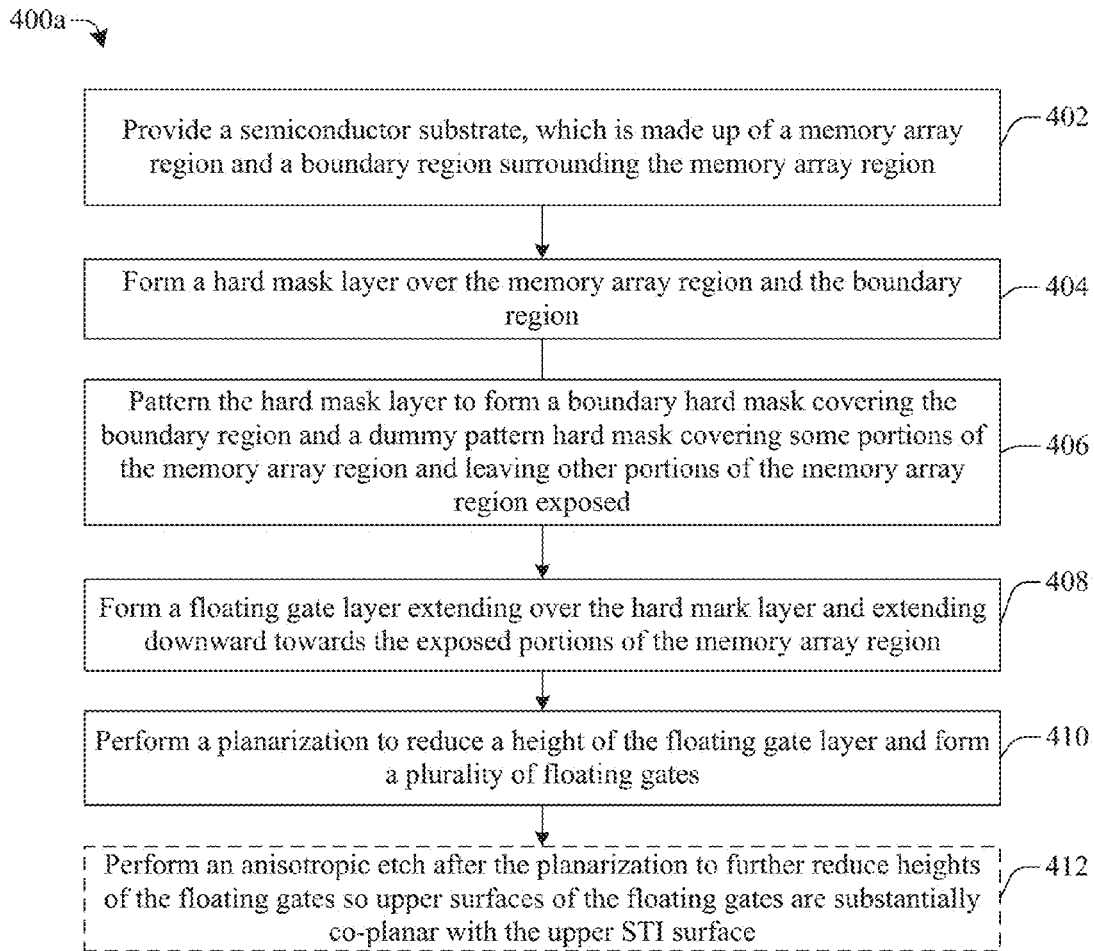 400a
Provide a semiconductor substrate, which is made up of a memory array
region and a boundary region surrounding the memory array region
402
Form a hard mask layer over the memory array region and the boundary
region
404
Pattern the hard mask layer to form a boundary hard mask covering the
boundary region and a dummy pattern hard mask covering some portions of
the memory array region and leaving other portions of the memory array
region exposed
406
Form a floating gate layer extending over the hard mark layer and extending
downward towards the exposed portions of the memory array region
408
Perform a planarization to reduce a height of the floating gate layer and form
a plurality of floating gates
410
Perform an anisotropic etch after the planarization to further reduce heights
of the floating gates so upper surfaces of the floating gates are substantially
co-planar with the upper STI surface
412